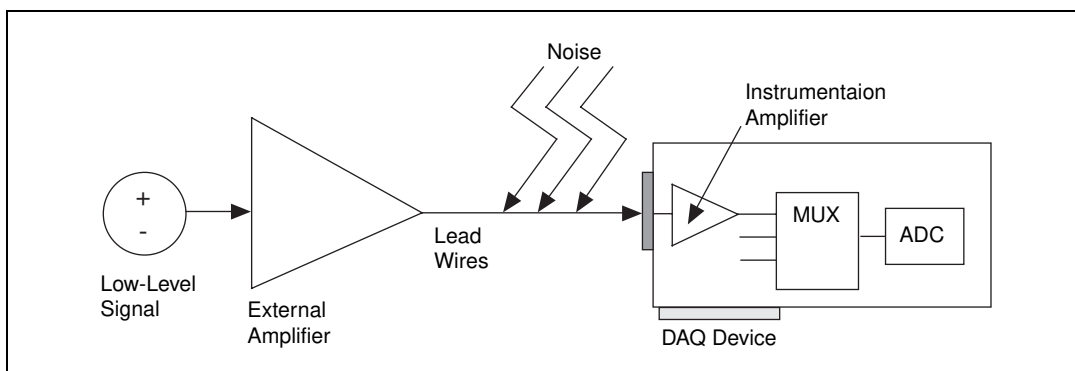 Noise
Instrumentaion
Amplifier
+
-
MUX
ADC
Lead
Wires
Low-Level
Signal
External
Amplifier
DAQ Device